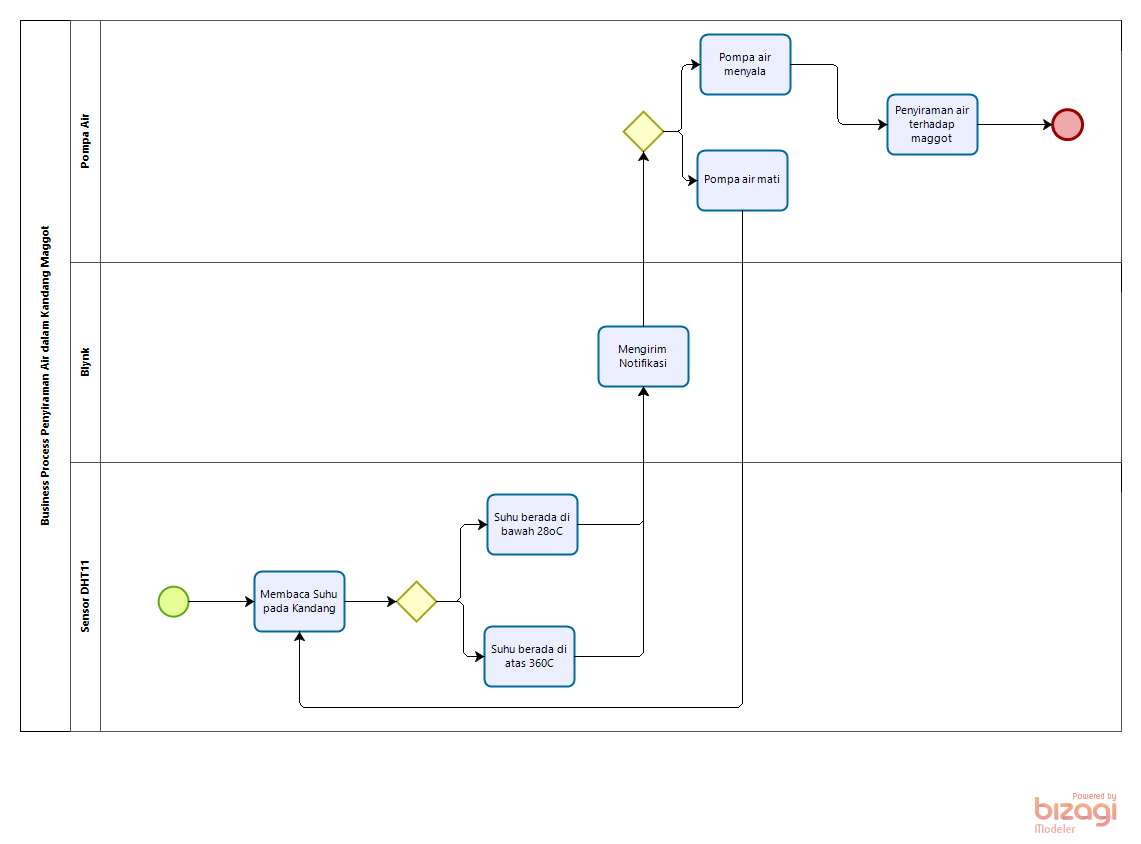 Business Process Penyiraman Air dalam Kandang Maggot
Pompa Air
Pompa air
menyala
Penyiraman air
terhadap
maggot
Pompa air mati
Blynk
Mengirim
Notifikasi
Sensor DHT11
Suhu berada di
bawah 28oC
Membaca Suhu
pada Kandang
Suhu berada di
atas 360C
Powered by
bizagi
Modeler